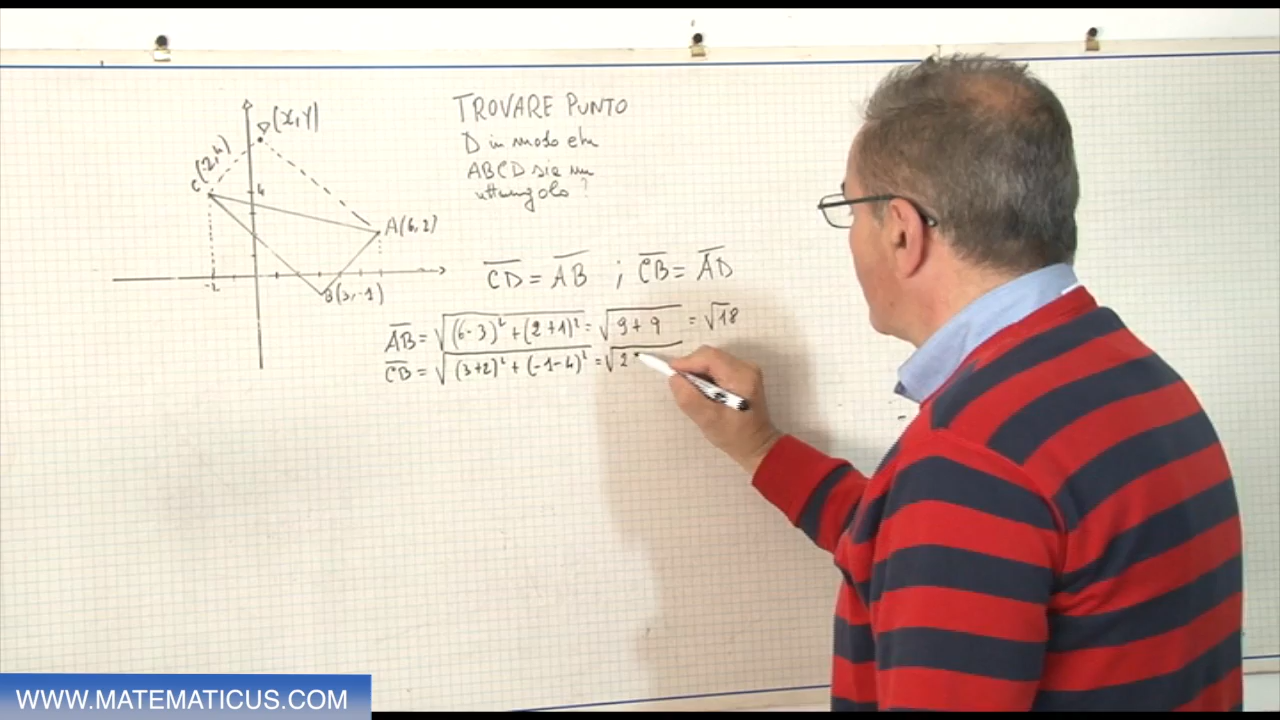 TROVARE PUNTO
D in modo che
ABCD sia un
rettangolo?
D(x, y)
C(-2, 4)
4
A(6, 2)
-2
B(3, -1)
CD = AB ; CB = AD
AB = √(6-3)² + (2+1)² = √9+9 = √18
CB = √(3+2)² + (-1-4)² = √2
WWW.MATEMATICUS.COM